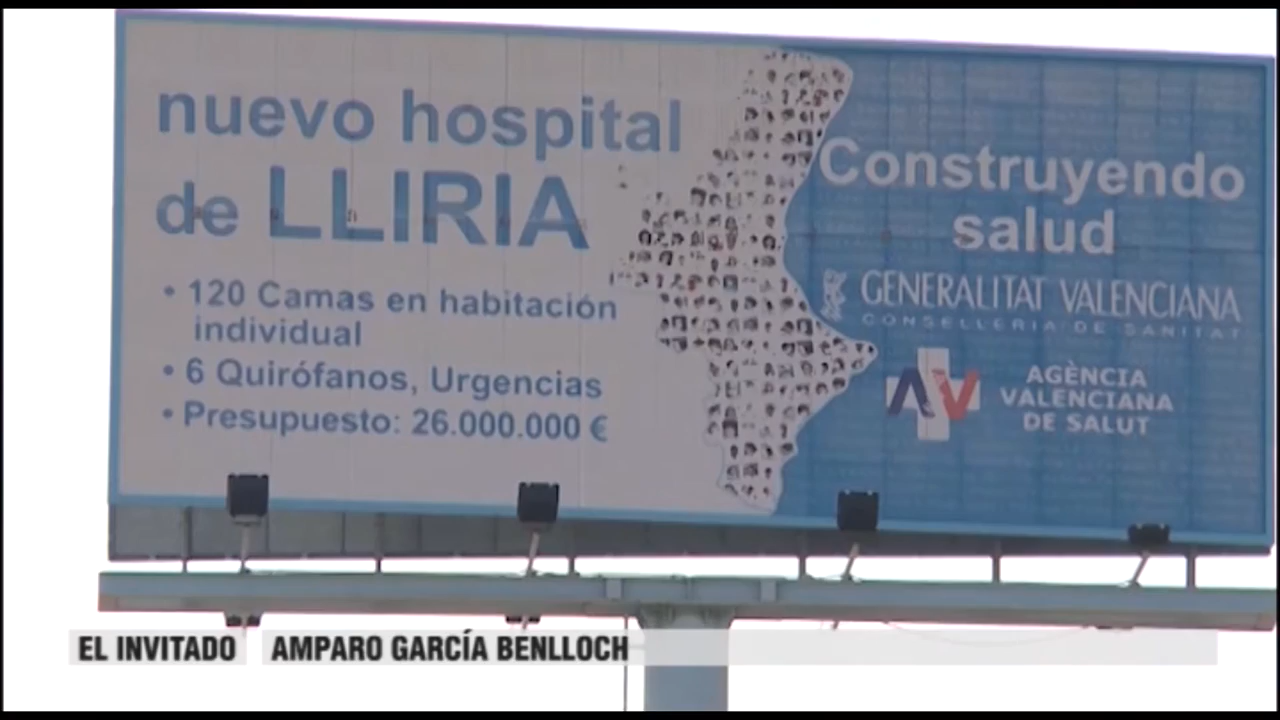 nuevo hospital
de LLIRIA
• 120 Camas en habitación
individual
• 6 Quirófanos, Urgencias
• Presupuesto: 26.000.000 €
Construyendo
salud
GENERALITAT VALENCIANA
CONSELLERIA DE SANITAT
AV
AGÈNCIA
VALENCIANA
DE SALUT
EL INVITADO AMPARO GARCÍA BENLLOCH